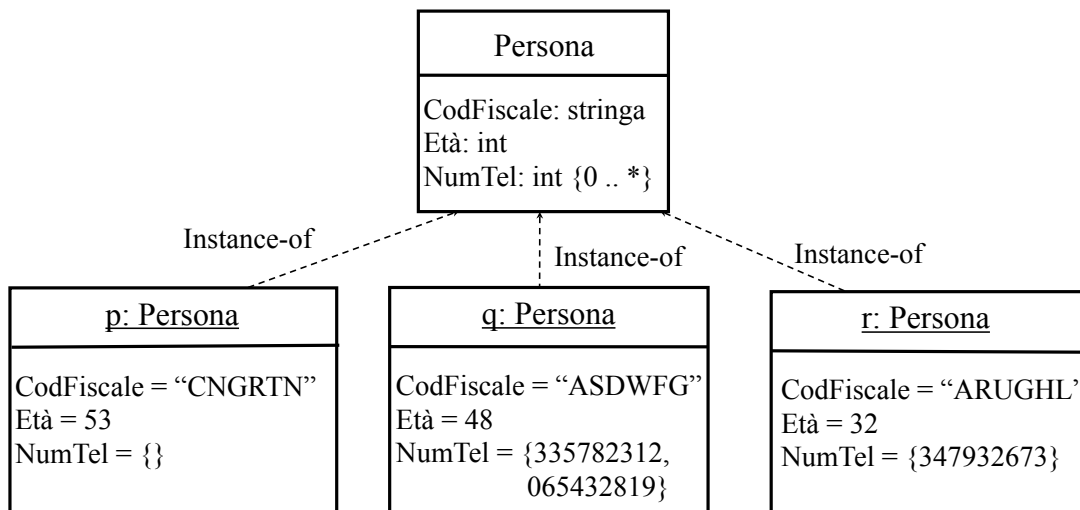 Persona
CodFiscale: stringa
Età: int
NumTel: int {0 .. *}
Instance-of
Instance-of
Instance-of
p: Persona
CodFiscale = “CNGRTN”
Età = 53
NumTel = {}
q: Persona
CodFiscale = “ASDWFG”
Età = 48
NumTel = {335782312,
065432819}
r: Persona
CodFiscale = “ARUGHL”
Età = 32
NumTel = {347932673}